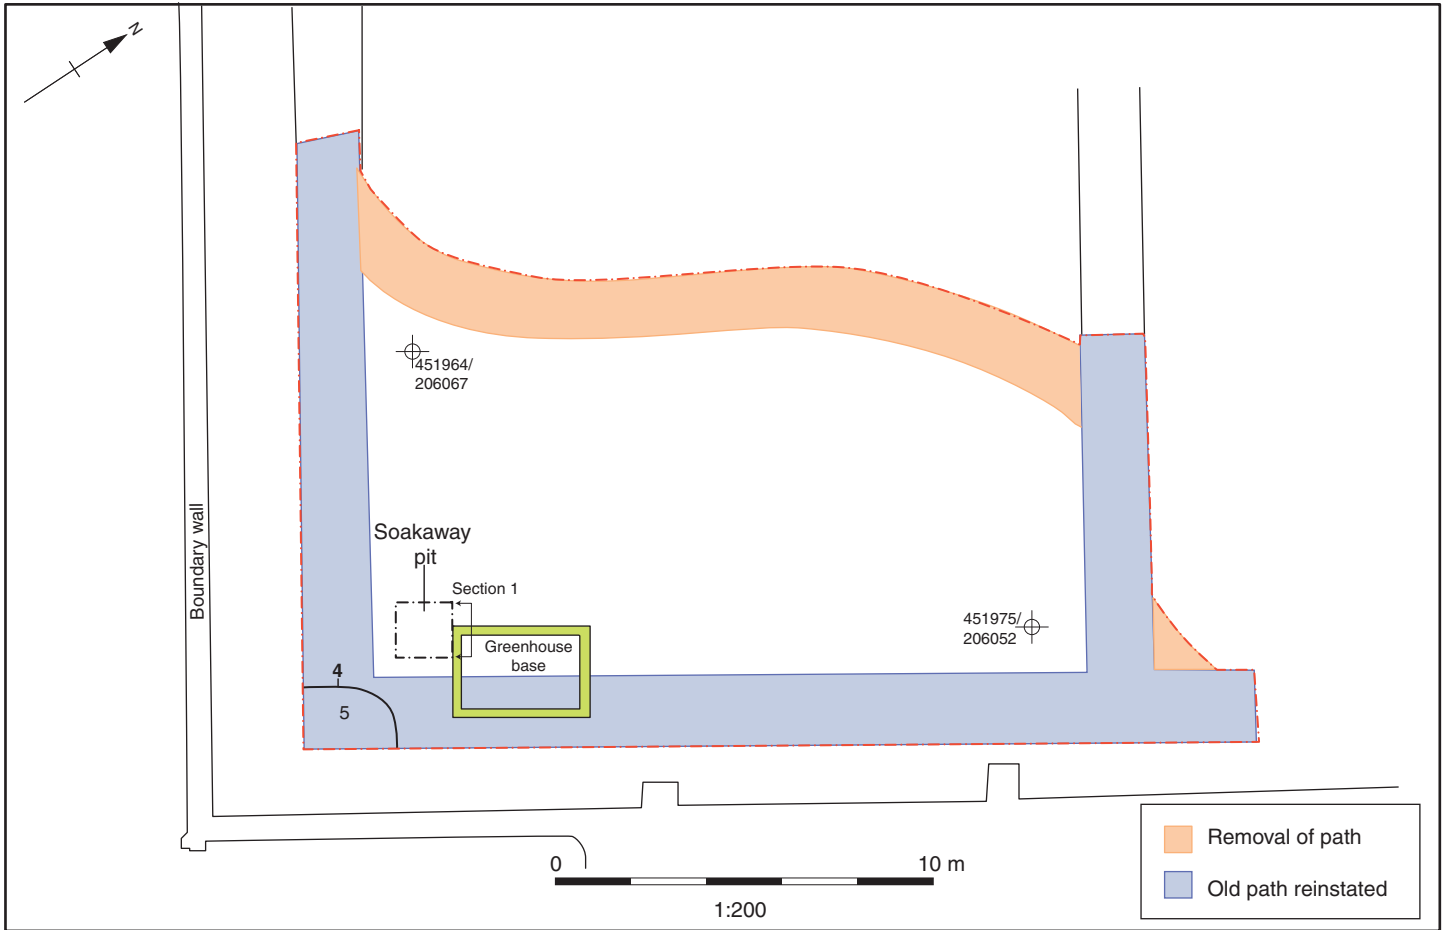 N
451964/
206067
Boundary wall
Soakaway
pit
Section 1
Greenhouse
base
451975/
206052
4
5
0 10 m
1:200
Removal of path
Old path reinstated